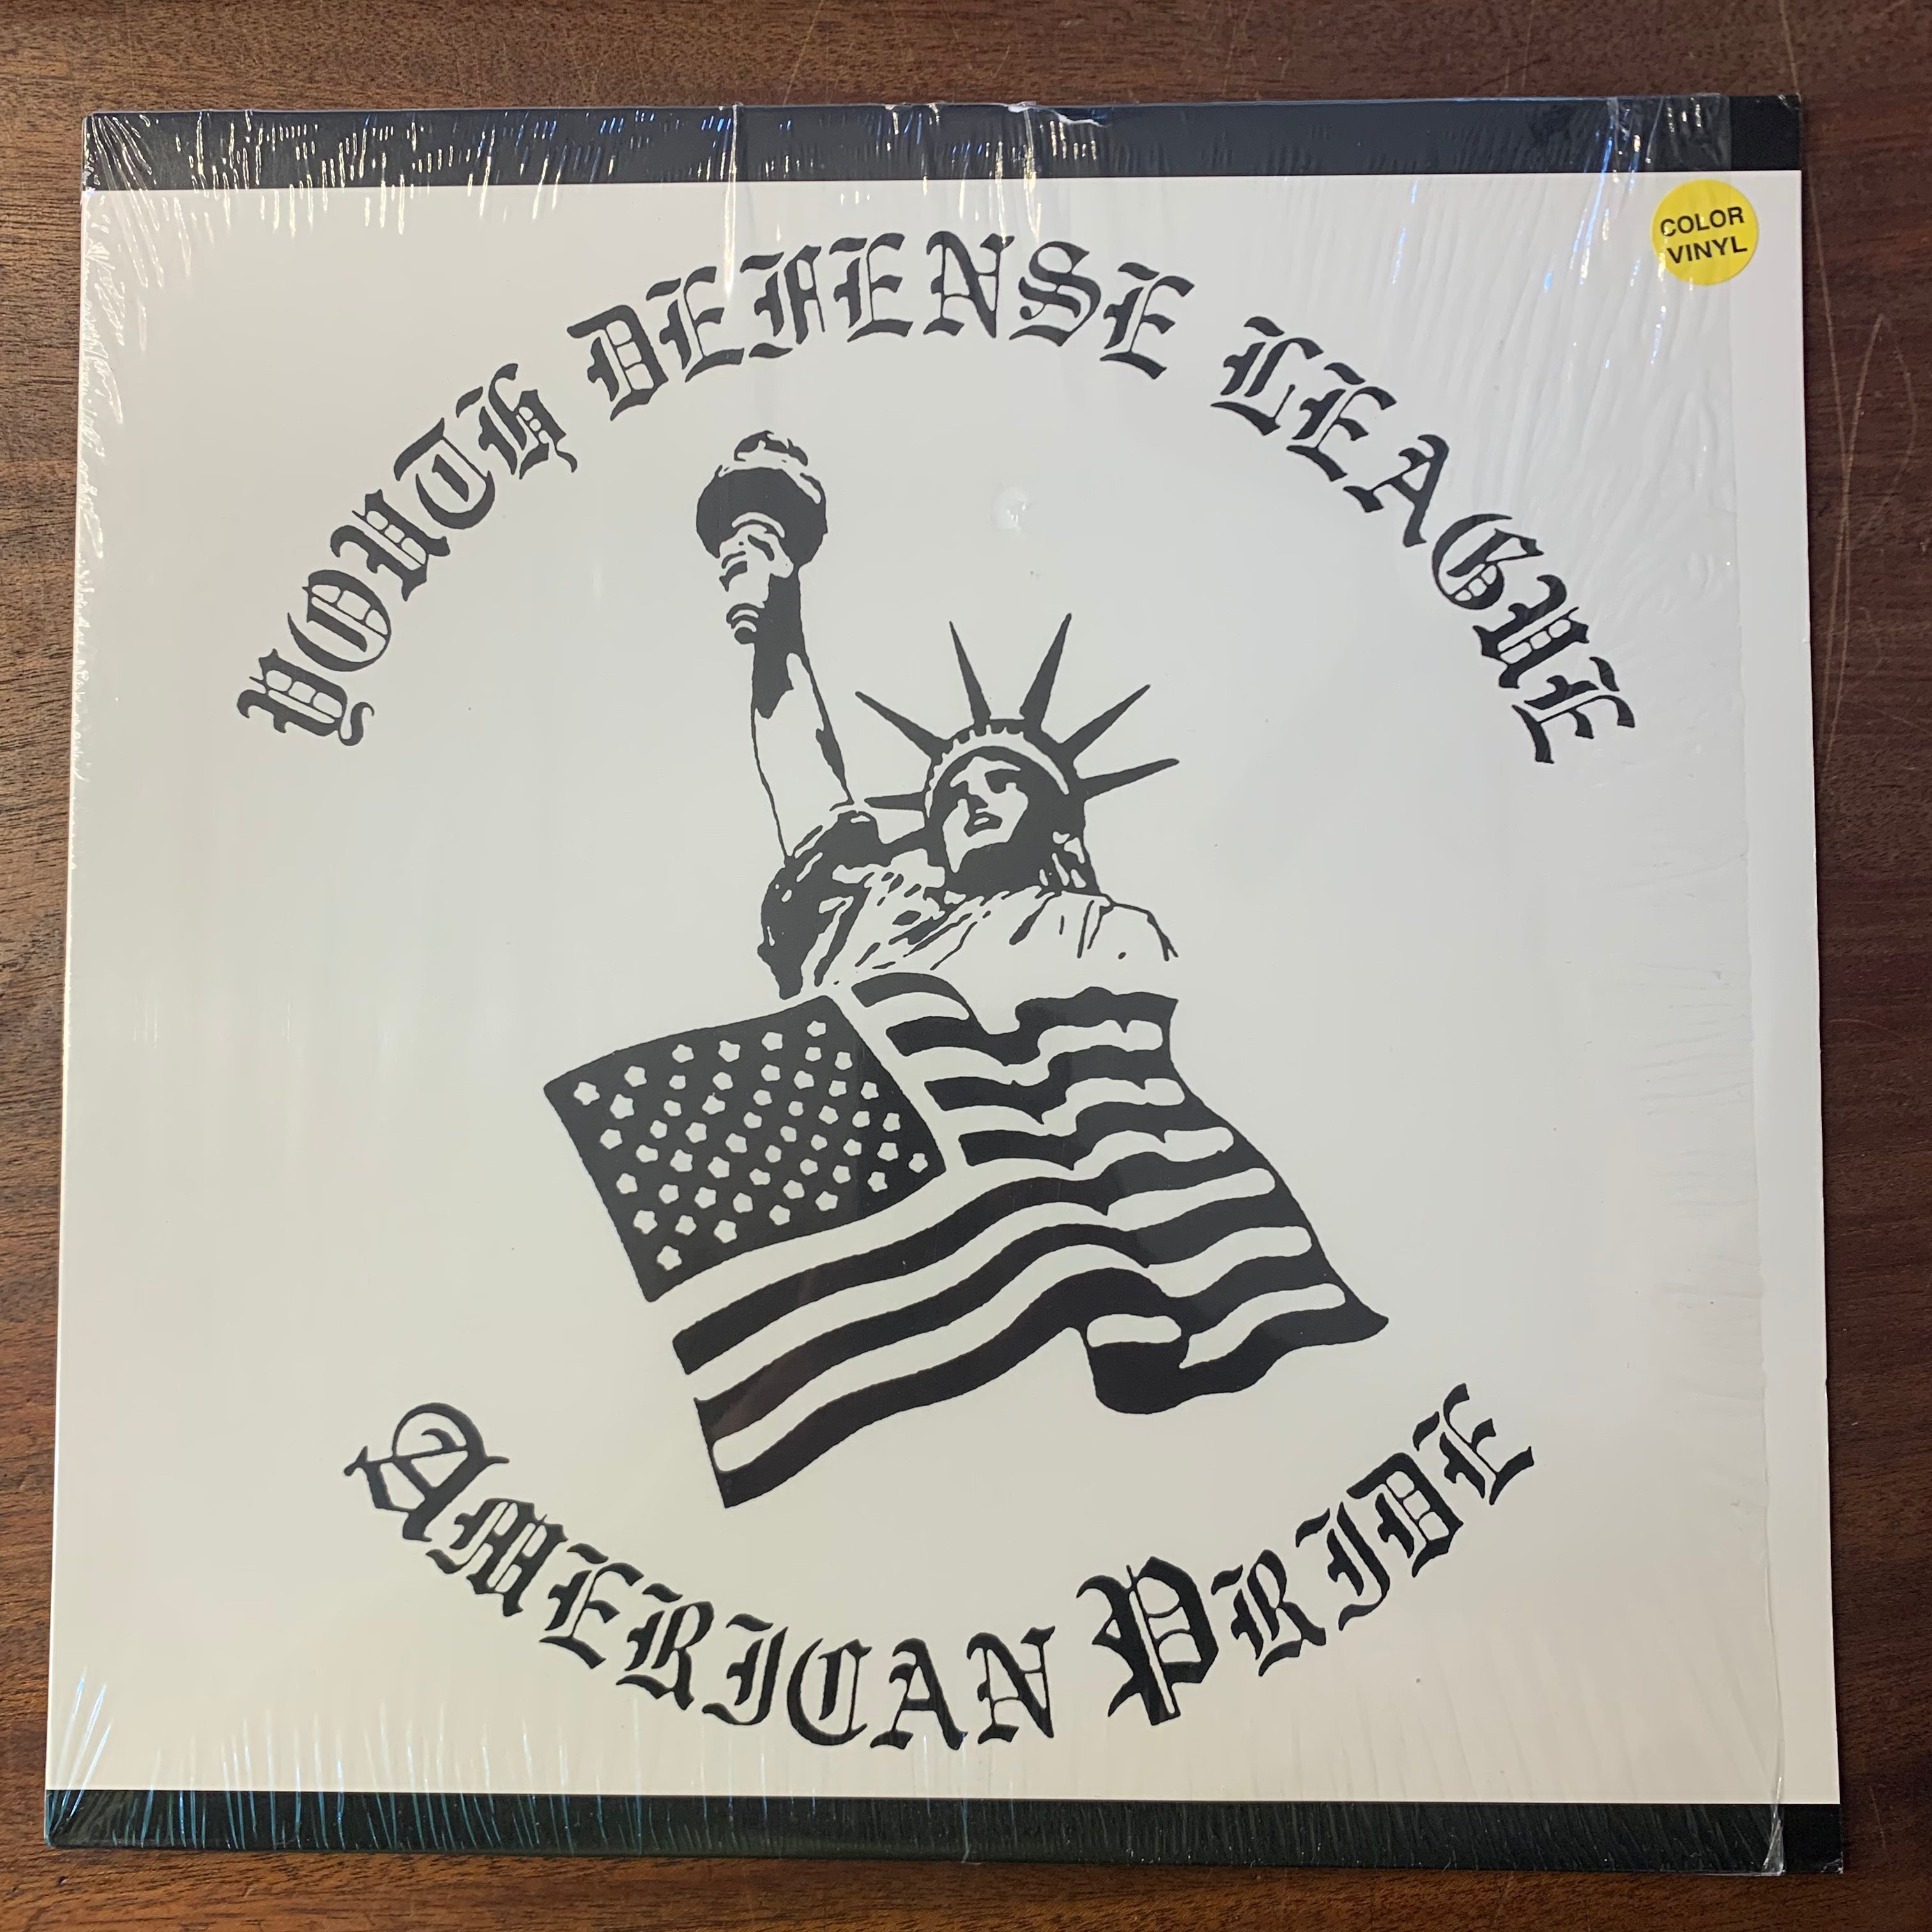 COLOR
VINYL
YOUTH DEFENSE LEAGUE
AMERICAN PRIDE